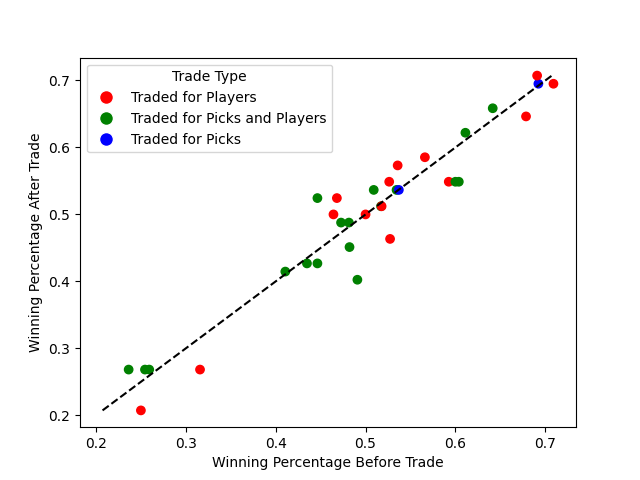 Trade Type
Traded for Players
Traded for Picks and Players
Traded for Picks
0.7
0.6
0.5
0.4
0.3
0.2
Winning Percentage After Trade
0.2 0.3 0.4 0.5 0.6 0.7
Winning Percentage Before Trade